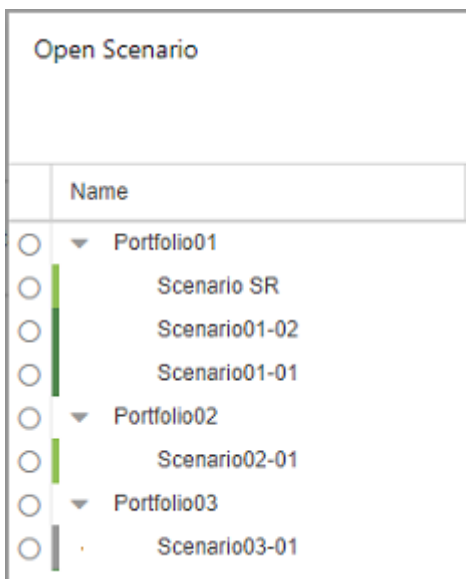 Open Scenario
Name
Portfolio01
Scenario SR
Scenario01-02
Scenario01-01
Portfolio02
Scenario02-01
Portfolio03
Scenario03-01